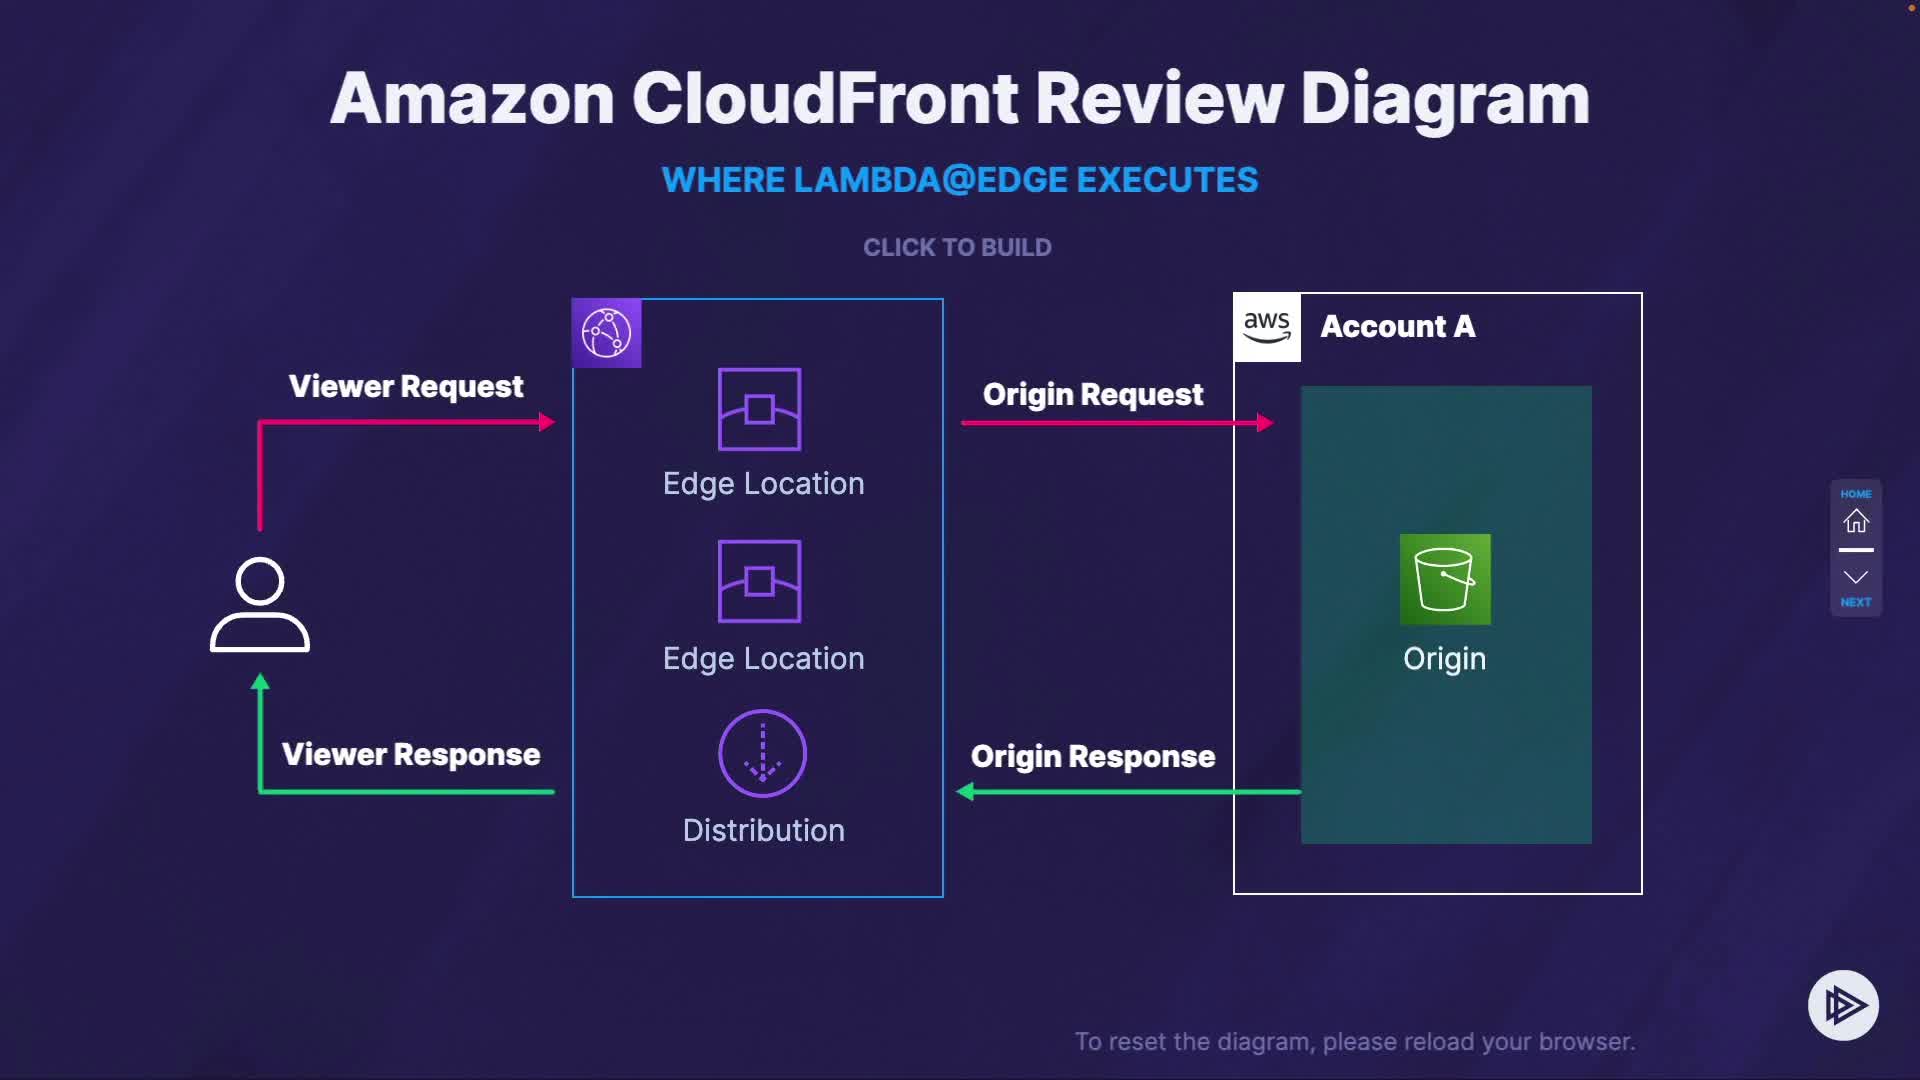 Amazon CloudFront Review Diagram
WHERE LAMBDA@EDGE EXECUTES
CLICK TO BUILD
aws
Account A
Viewer Request
Origin Request
Edge Location
Edge Location
Origin
Viewer Response
Origin Response
Distribution
HOME
NEXT
To reset the diagram, please reload your browser.